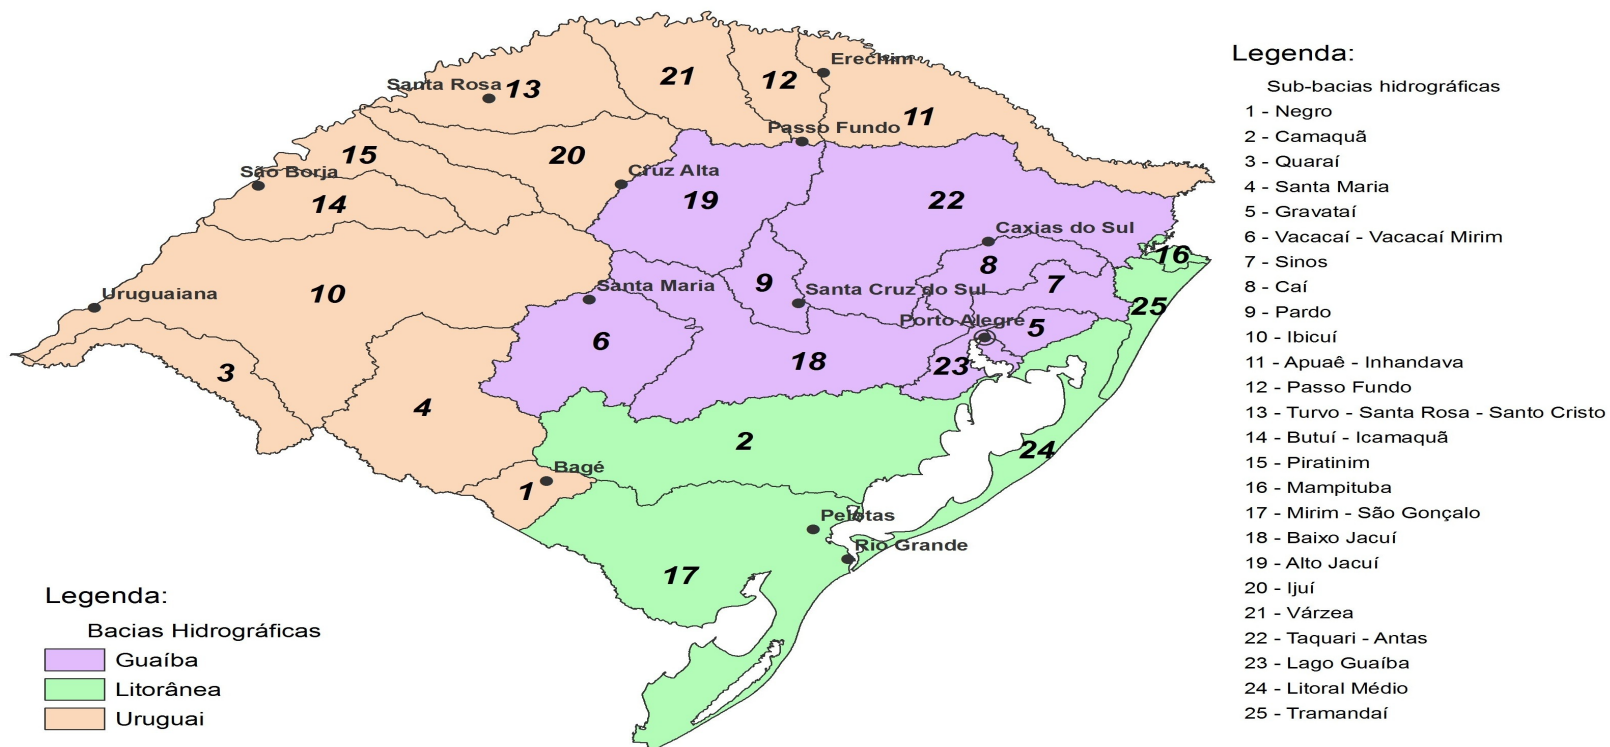 Erechim
Santa Rosa
13
21
12
11
Passo Fundo
15
20
Cruz Alta
São Borja
14
19
22
Caxias do Sul
16
8
Uruguaiana
10
Santa Maria
9
Santa Cruz do Sul
7
25
Porto Alegre
5
6
18
23
3
4
2
24
Bagé
1
Pelotas
Rio Grande
17
Legenda:
Bacias Hidrográficas
Guaíba
Litorânea
Uruguai
Legenda:
Sub-bacias hidrográficas
1 - Negro
2 - Camaquã
3 - Quaraí
4 - Santa Maria
5 - Gravataí
6 - Vacacaí - Vacacaí Mirim
7 - Sinos
8 - Caí
9 - Pardo
10 - Ibicuí
11 - Apuaê - Inhandava
12 - Passo Fundo
13 - Turvo - Santa Rosa - Santo Cristo
14 - Butuí - Icamaquã
15 - Piratinim
16 - Mampituba
17 - Mirim - São Gonçalo
18 - Baixo Jacuí
19 - Alto Jacuí
20 - Ijuí
21 - Várzea
22 - Taquari - Antas
23 - Lago Guaíba
24 - Litoral Médio
25 - Tramandaí